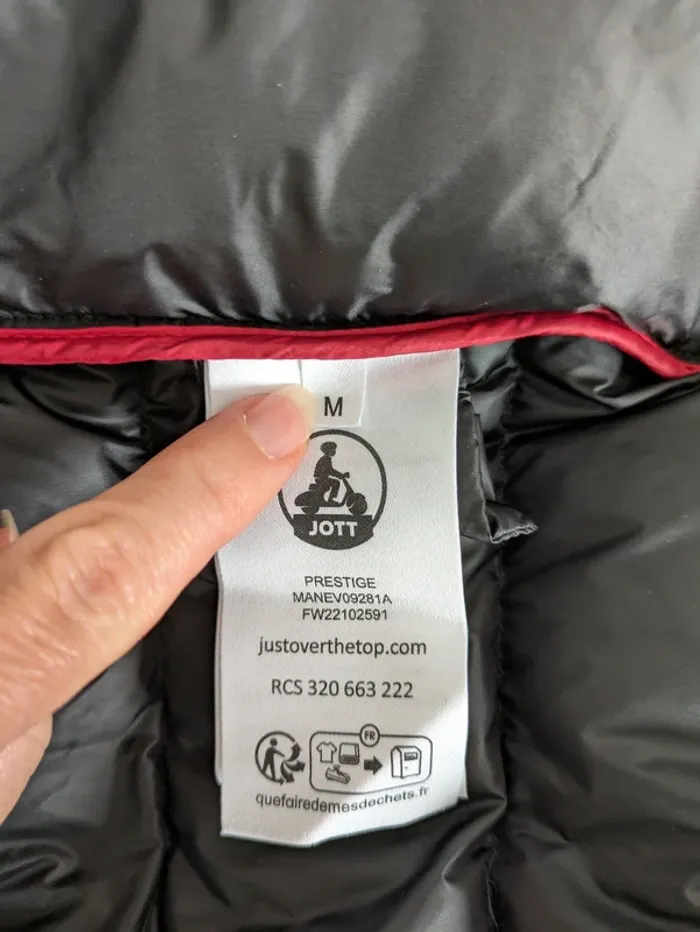 M
JOTT
PRESTIGE
MANEV09281A
FW22102591
justoverthetop.com
RCS 320 663 222
FR
quefairedemesdechets.fr